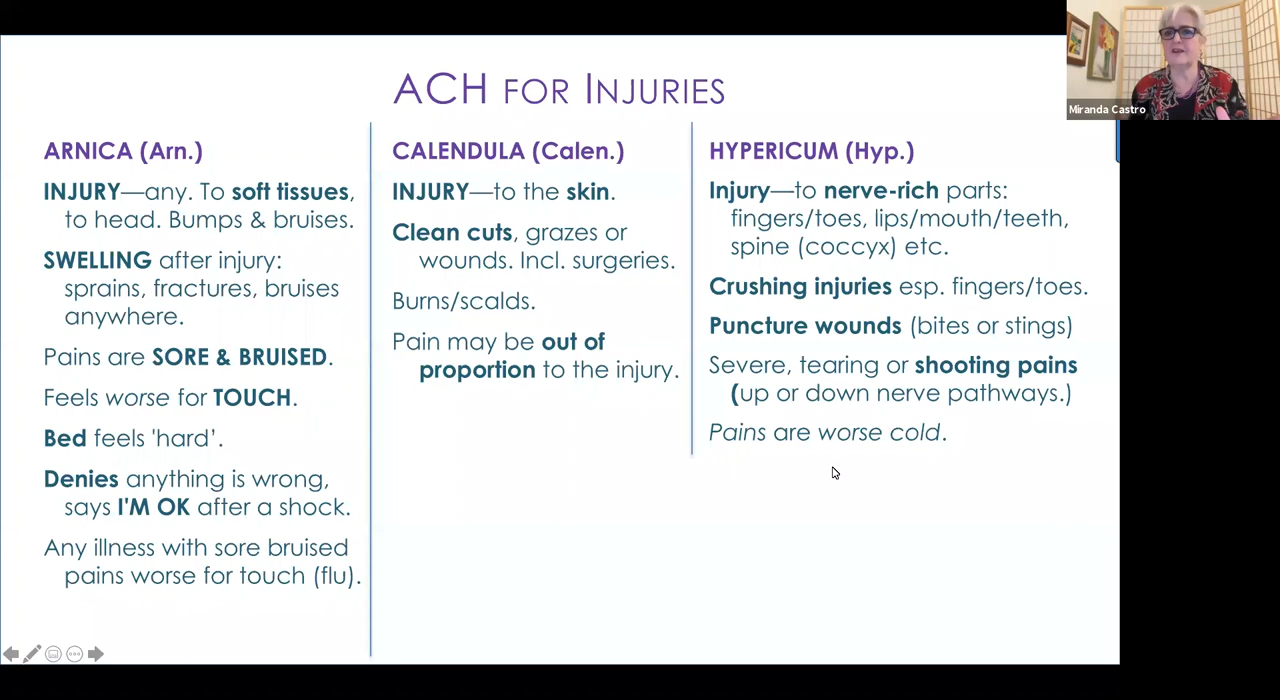 ACH FOR INJURIES
ARNICA (Arn.)
INJURY—any. To soft tissues,
to head. Bumps & bruises.
SWELLING after injury:
sprains, fractures, bruises
anywhere.
Pains are SORE & BRUISED.
Feels worse for TOUCH.
Bed feels 'hard’.
Denies anything is wrong,
says I'M OK after a shock.
Any illness with sore bruised
pains worse for touch (flu).
CALENDULA (Calen.)
INJURY—to the skin.
Clean cuts, grazes or
wounds. Incl. surgeries.
Burns/scalds.
Pain may be out of
proportion to the injury.
HYPERICUM (Hyp.)
Injury—to nerve-rich parts:
fingers/toes, lips/mouth/teeth,
spine (coccyx) etc.
Crushing injuries esp. fingers/toes.
Puncture wounds (bites or stings)
Severe, tearing or shooting pains
(up or down nerve pathways.)
Pains are worse cold.
Miranda Castro